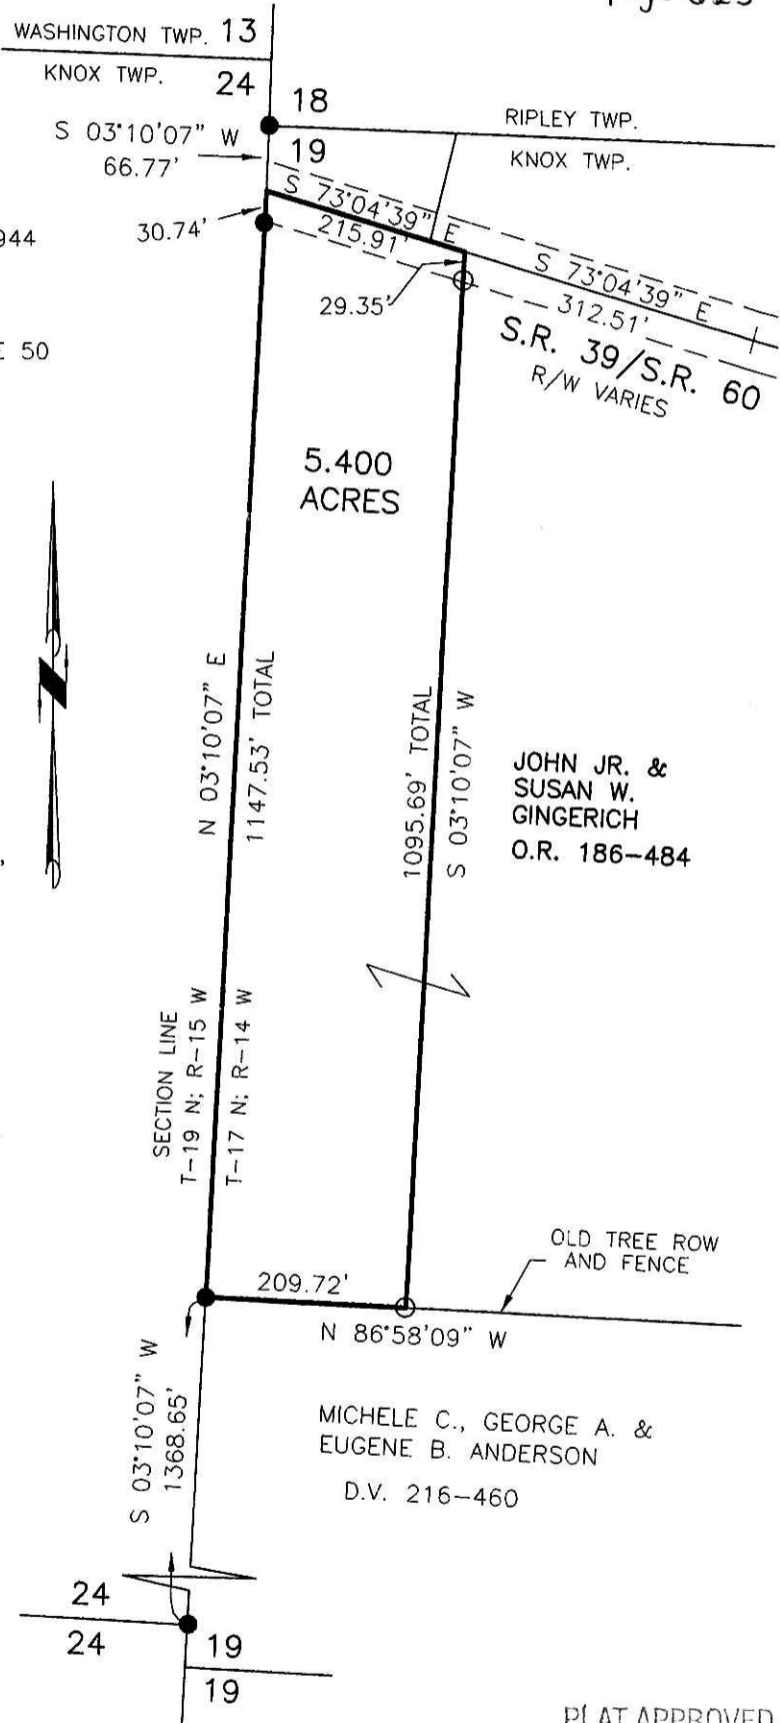 WASHINGTON TWP. 13
KNOX TWP. 24
18
RIPLEY TWP.
S 03°10'07" W
66.77'
19
KNOX TWP.
S 73°04'39" E
215.91'
944
30.74'
S 73°04'39" E
312.51'
29.35'
E 50
S.R. 39/S.R. 60
R/W VARIES
5.400
ACRES
N 03°10'07" E
1147.53' TOTAL
1095.69' TOTAL
S 03°10'07" W
JOHN JR. &
SUSAN W.
GINGERICH
O.R. 186-484
SECTION LINE
T-19 N; R-15 W
T-17 N; R-14 W
OLD TREE ROW
AND FENCE
209.72'
N 86°58'09" W
S 03°10'07" W
1368.65'
MICHELE C., GEORGE A. &
EUGENE B. ANDERSON
D.V. 216-460
24
24
19
19
PLAT APPROVED